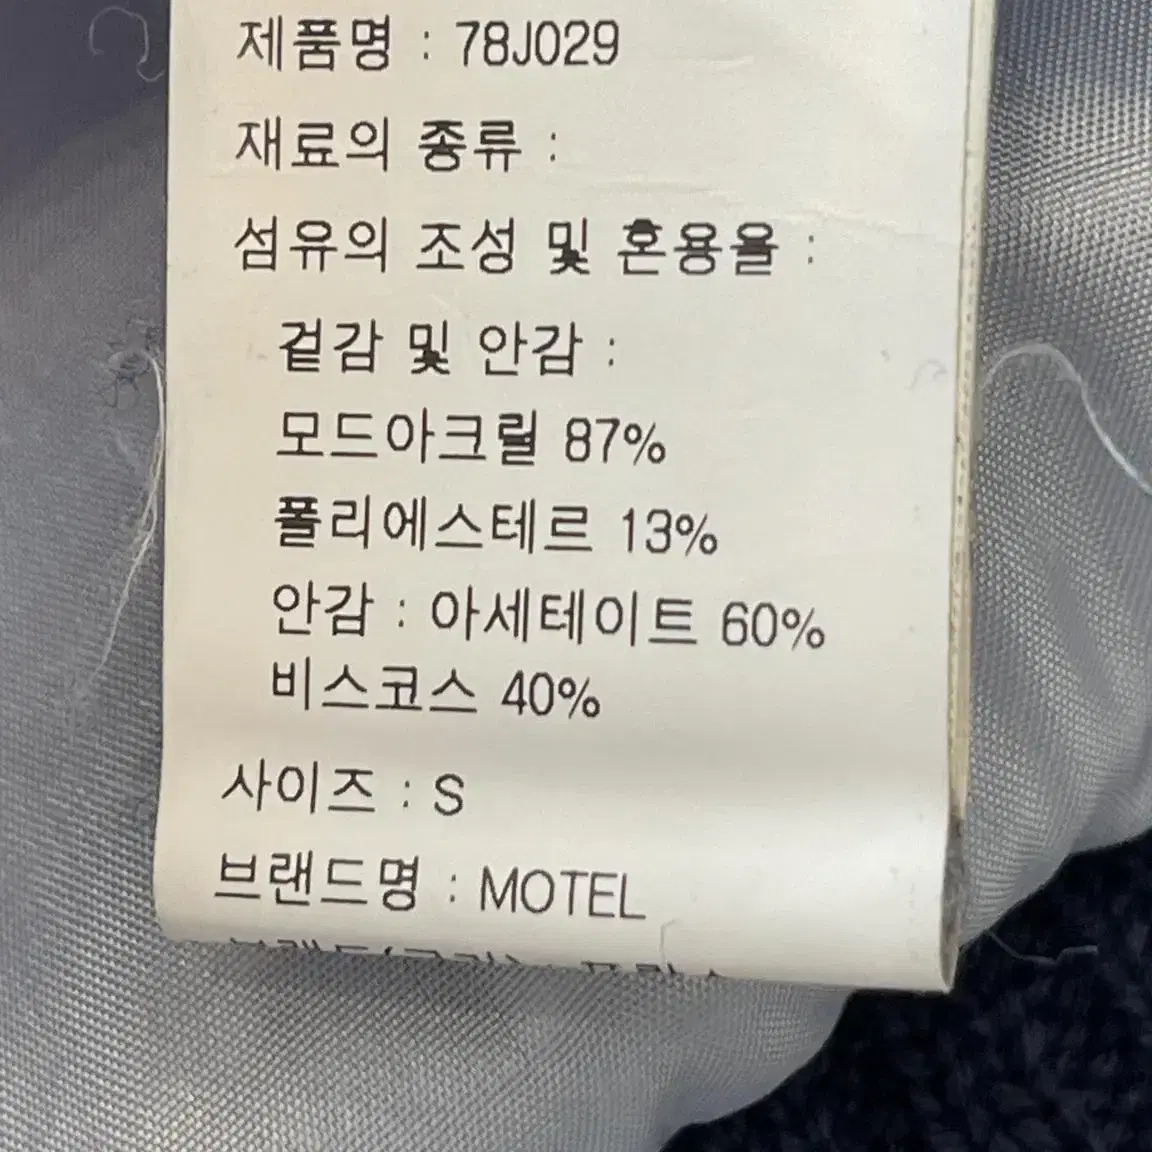 제품명 : 78J029
재료의 종류 :
섬유의 조성 및 혼용율 :
겉감 및 안감 :
모드아크릴 87%
폴리에스테르 13%
안감 : 아세테이트 60%
비스코스 40%
사이즈 : S
브랜드명 : MOTEL